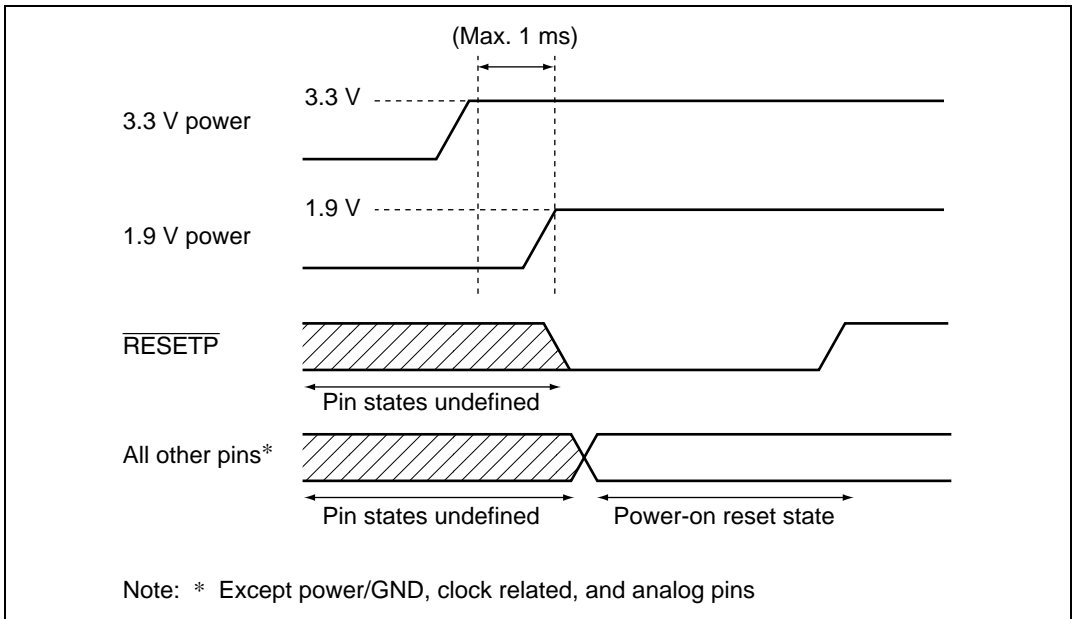 (Max. 1 ms)
3.3 V
3.3 V power
1.9 V
1.9 V power
RESETP
Pin states undefined
All other pins*
Pin states undefined
Power-on reset state
Note: * Except power/GND, clock related, and analog pins